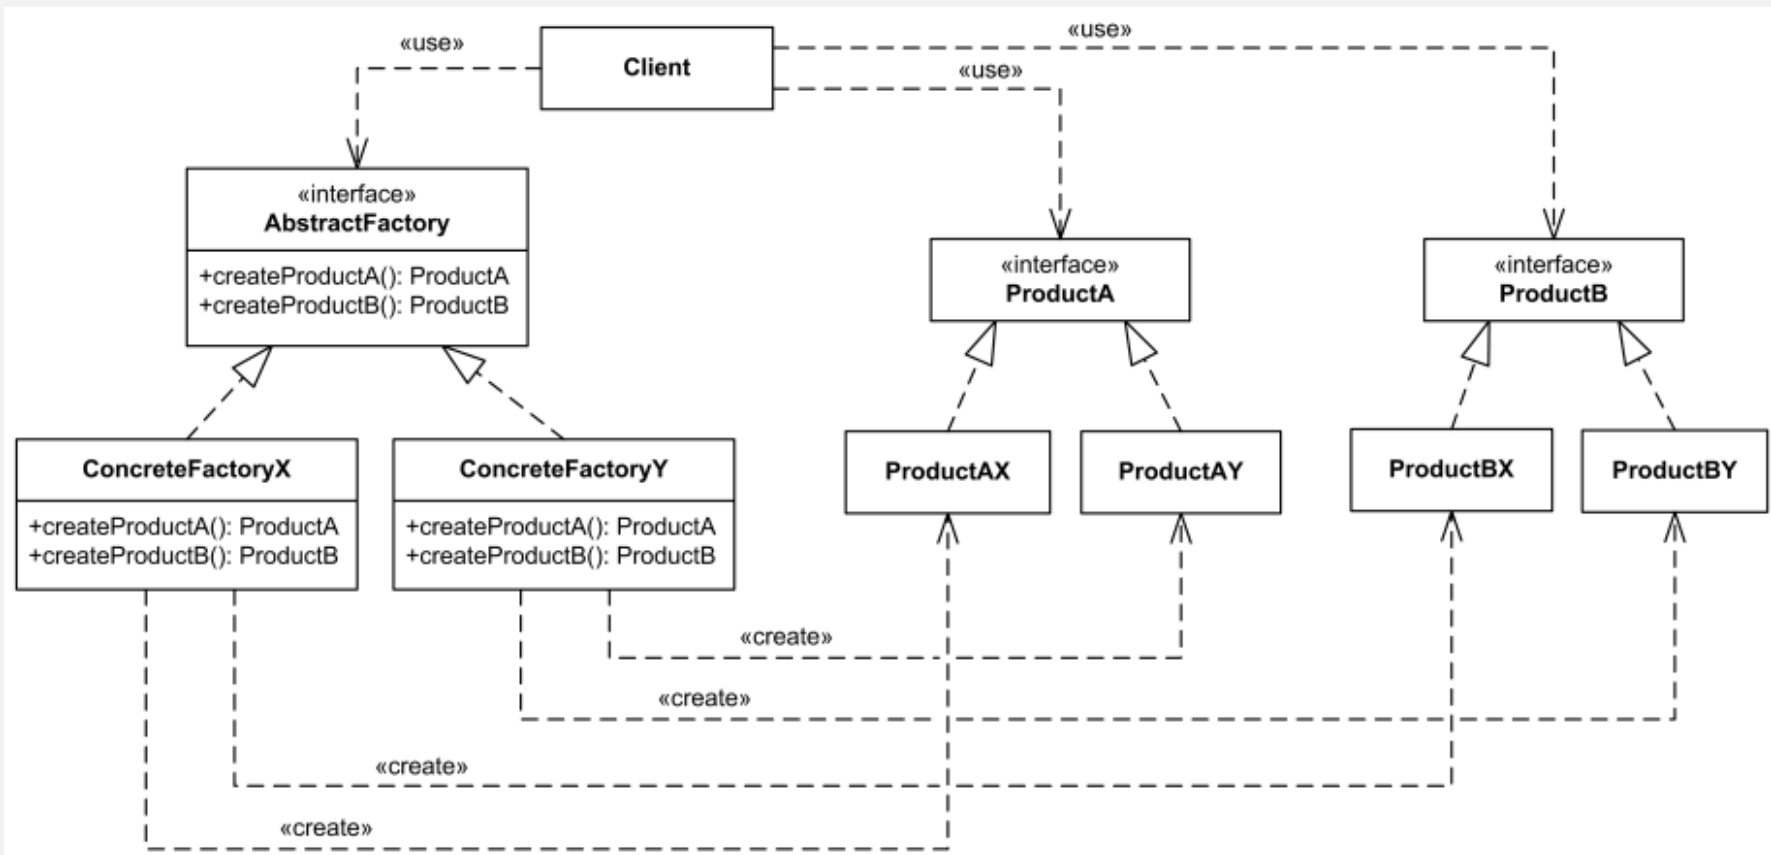 «use»
Client
«use»
«use»
«interface»
AbstractFactory
+createProductA(): ProductA
+createProductB(): ProductB
«interface»
ProductA
«interface»
ProductB
ConcreteFactoryX
+createProductA(): ProductA
+createProductB(): ProductB
ConcreteFactoryY
+createProductA(): ProductA
+createProductB(): ProductB
ProductAX
ProductAY
ProductBX
ProductBY
«create»
«create»
«create»
«create»